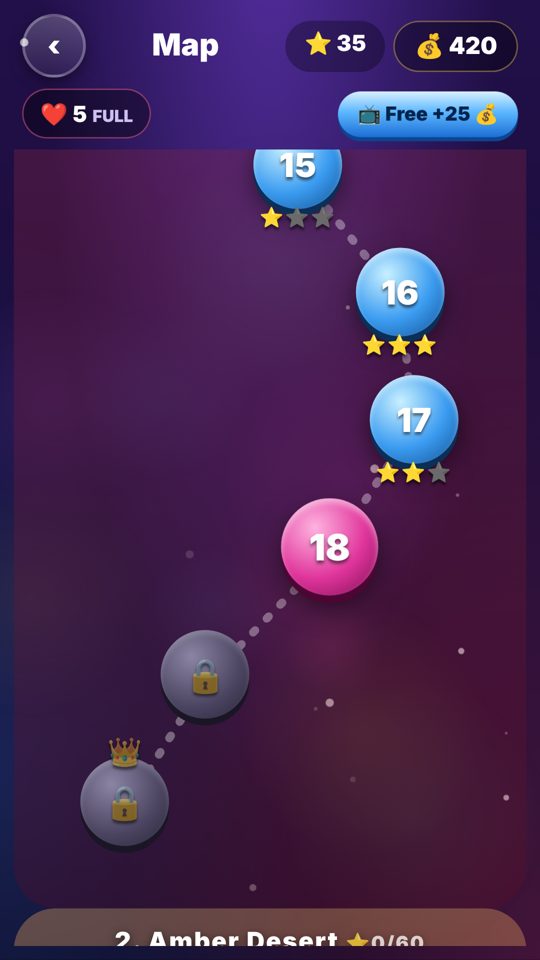 ‹ Map ⭐ 35 💰 420
❤️ 5 FULL 📺 Free +25 💰
15
16
17
18
2. Amber Desert ⭐0/60